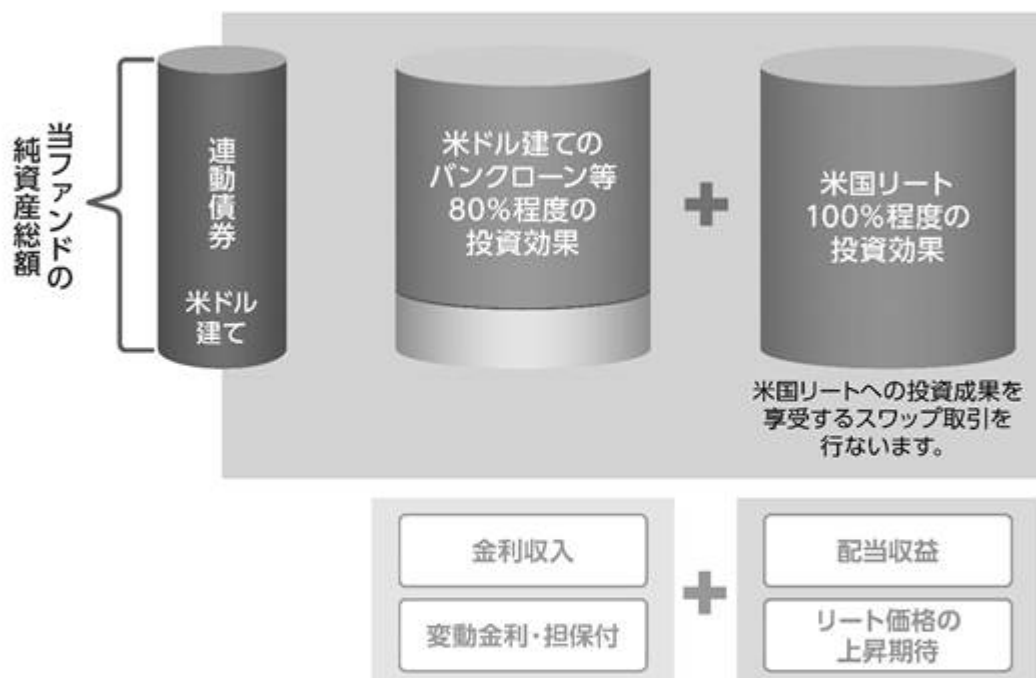 当ファンドの
純資産総額
連動債券
米ドル
建て
米ドル建ての
バンクローン等
80%程度の
投資効果
+
米国リート
100%程度の
投資効果
米国リートへの投資成果を
享受するスワップ取引を
行ないます。
金利収入
変動金利・担保付
+
配当収益
リート価格の
上昇期待